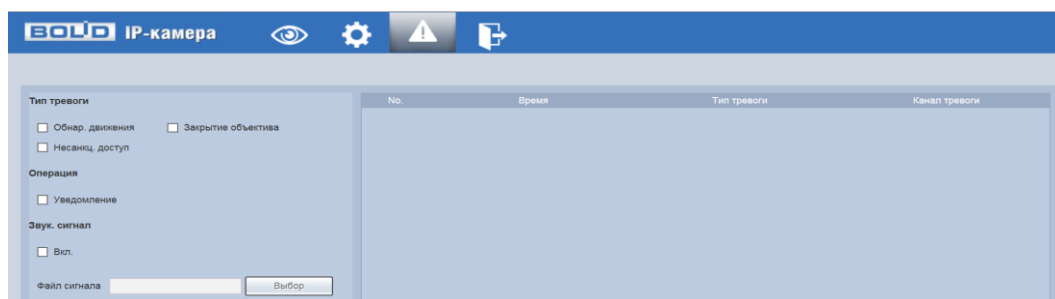 BOLID IP-камера
Тип тревоги
Обнар. движения Закрытие объектива
Несанкц. доступ
Операция
Уведомление
Звук. сигнал
Вкл.
Файл сигнала Выбор
No. Время Тип тревоги Канал тревоги